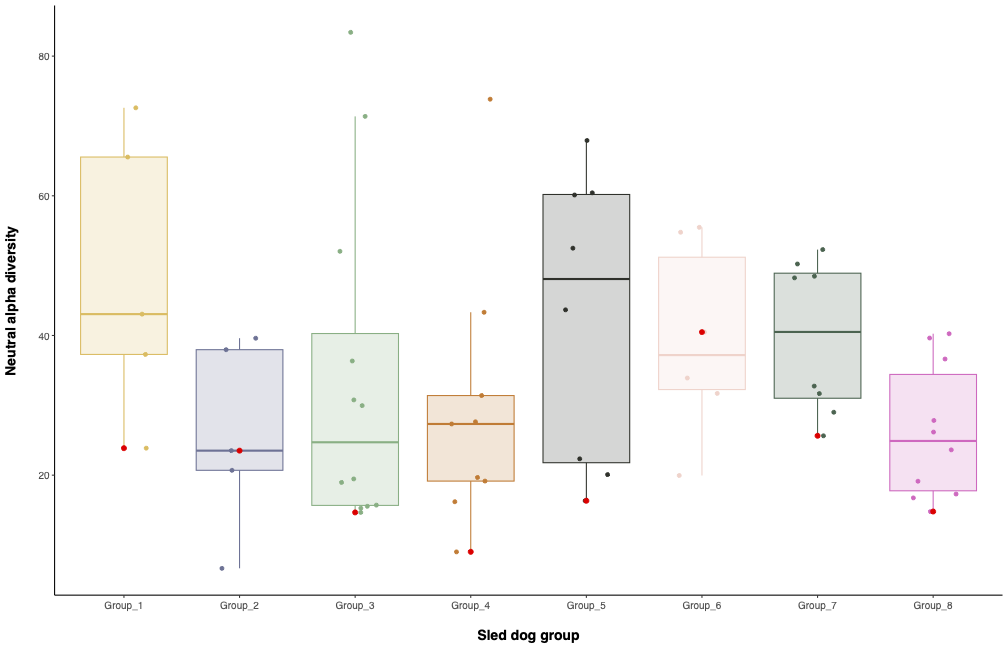 Neutral alpha diversity
80
60
40
20
Group_1 Group_2 Group_3 Group_4 Group_5 Group_6 Group_7 Group_8
Sled dog group